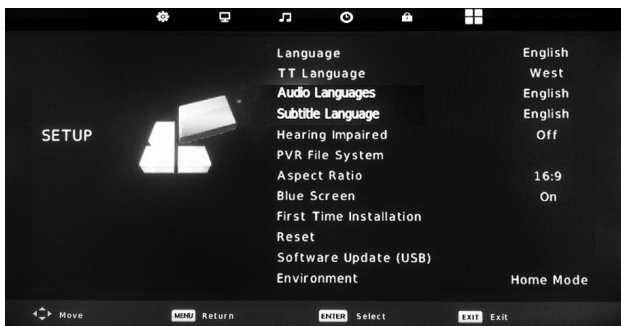 Language English
TT Language West
Audio Languages English
Subtitle Language English
SETUP
Hearing Impaired Off
PVR File System
Aspect Ratio 16:9
Blue Screen On
First Time Installation
Reset
Software Update (USB)
Environment Home Mode
Move MENU Return ENTER Select EXIT Exit